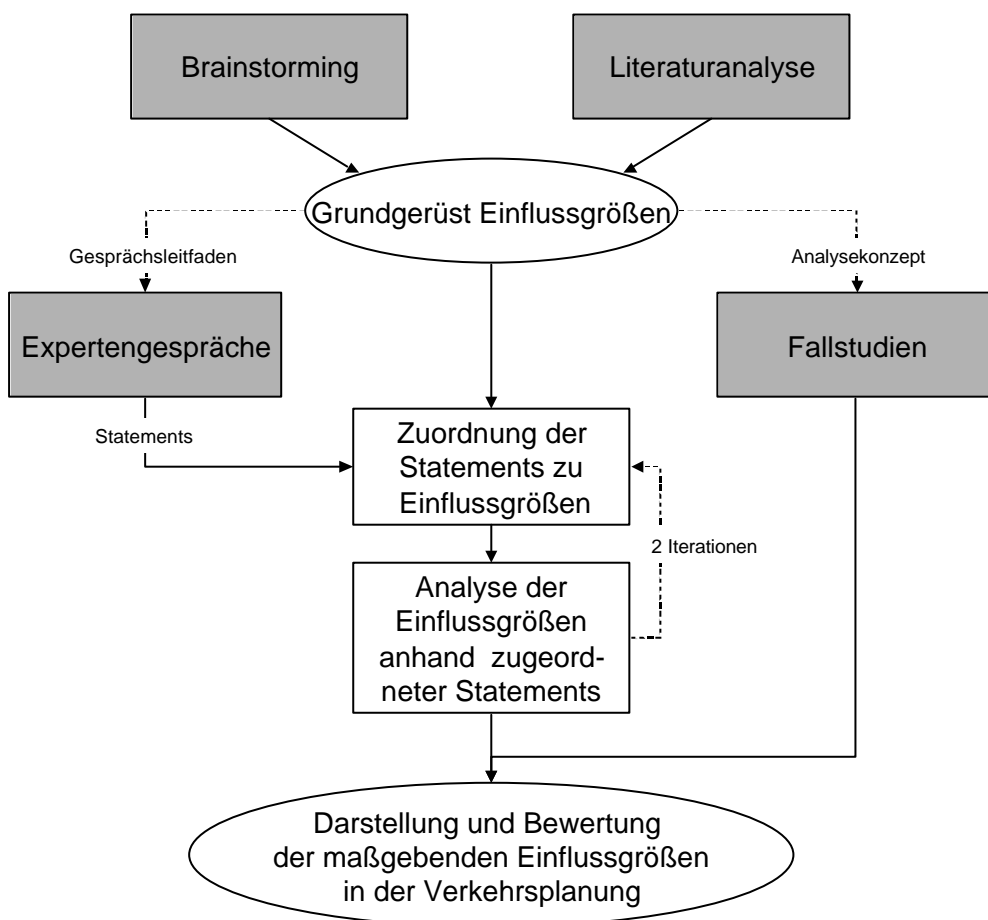 Brainstorming
Literaturanalyse
Grundgerüst Einflussgrößen
Gesprächsleitfaden
Analysekonzept
Expertengespräche
Fallstudien
Statements
Zuordnung der
Statements zu
Einflussgrößen
2 Iterationen
Analyse der
Einflussgrößen
anhand zugeord-
neter Statements
Darstellung und Bewertung
der maßgebenden Einflussgrößen
in der Verkehrsplanung